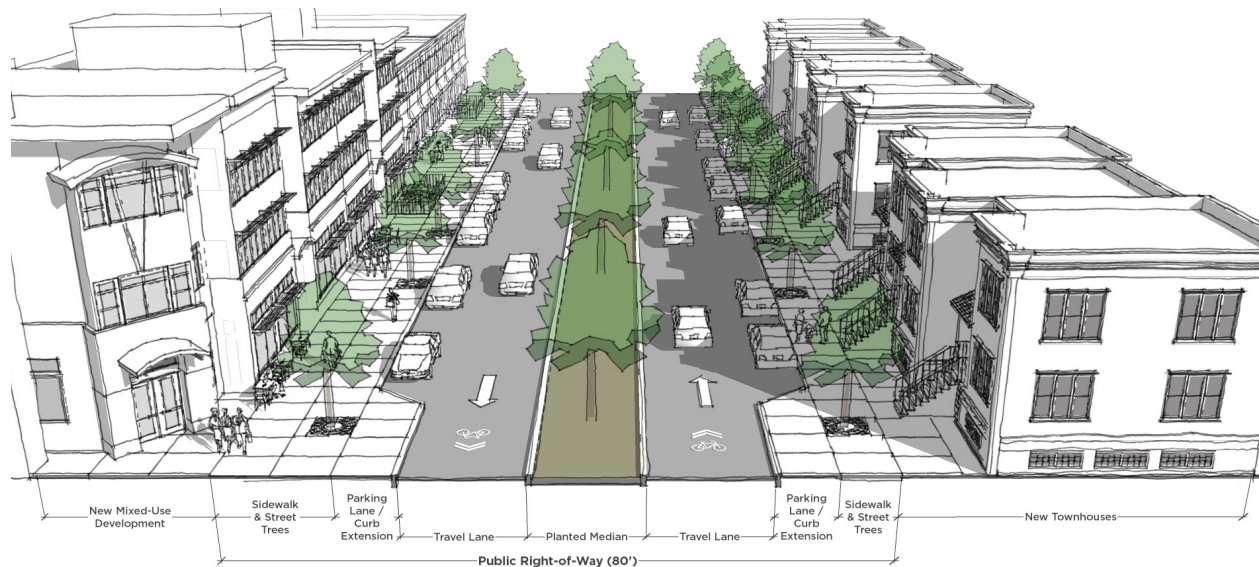 New Mixed-Use
Development
Sidewalk
& Street
Trees
Parking
Lane /
Curb
Extension
Travel Lane
Planted Median
Travel Lane
Parking
Lane /
Curb
Extension
Sidewalk
& Street
Trees
New Townhouses
Public Right-of-Way (80')